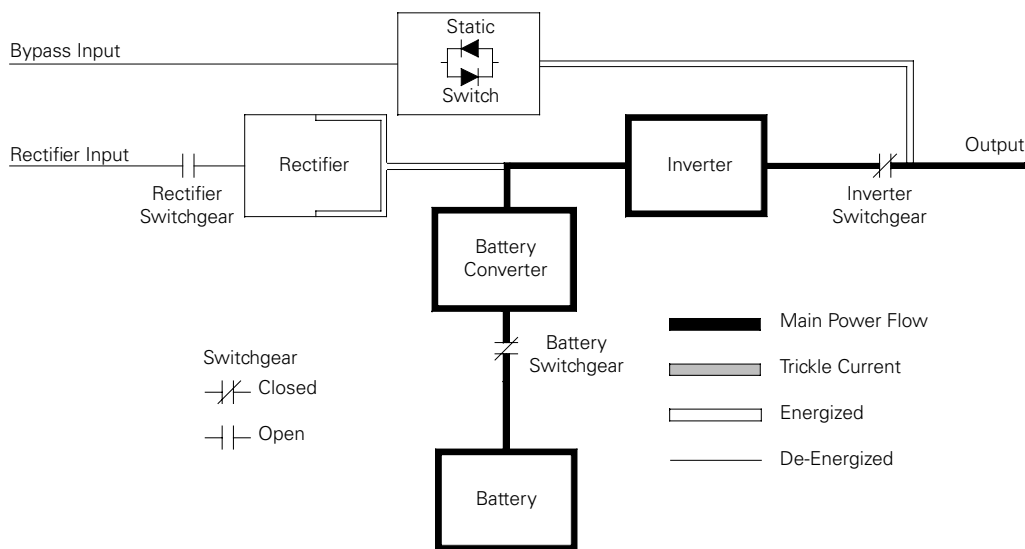 Static
Switch
Bypass Input
Rectifier Input
Rectifier
Inverter
Output
Rectifier
Switchgear
Inverter
Switchgear
Battery
Converter
Battery
Switchgear
Switchgear
Closed
Open
Battery
Main Power Flow
Trickle Current
Energized
De-Energized